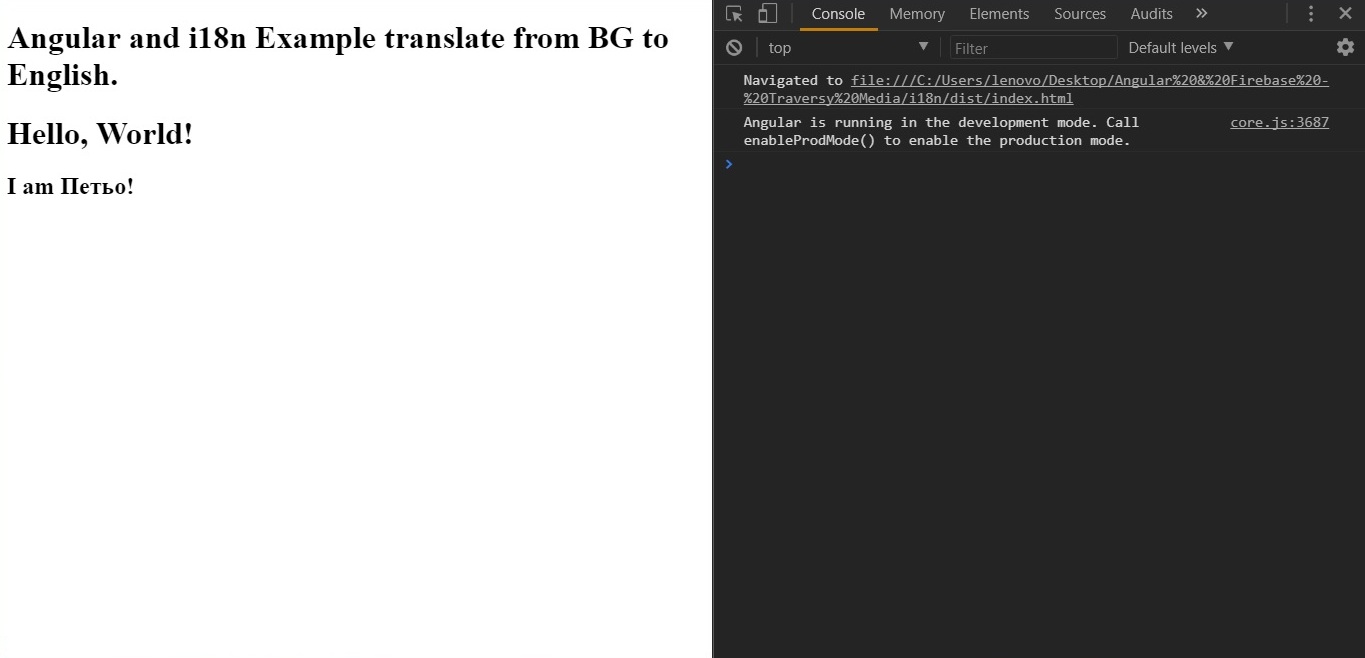 Angular and i18n Example translate from BG to
English.
Hello, World!
I am Петьо!
Console Memory Elements Sources Audits »
top ▼ Filter Default levels ▼
Navigated to file:///C:/Users/lenovo/Desktop/Angular%20&%20Firebase%20-
%20Traversy%20Media/i18n/dist/index.html
Angular is running in the development mode. Call core.js:3687
enableProdMode() to enable the production mode.